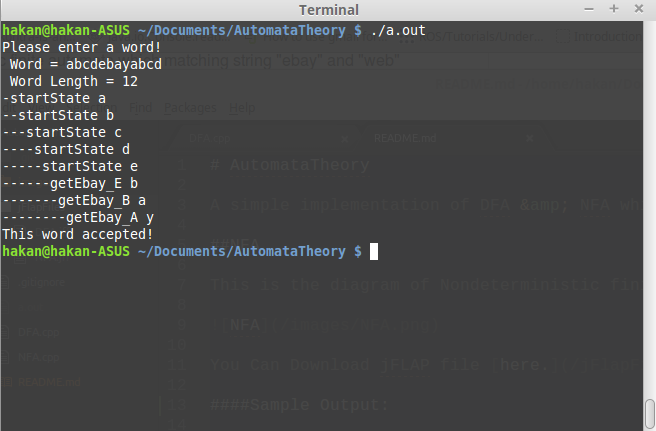 Terminal
hakan@hakan-ASUS ~/Documents/AutomataTheory $ ./a.out
Please enter a word!
Word = abcdebayabcd
Word Length = 12
-startState a
--startState b
---startState c
----startState d
-----startState e
------getEbay_E b
-------getEbay_B a
--------getEbay_A y
This word accepted!
hakan@hakan-ASUS ~/Documents/AutomataTheory $
matching string "ebay" and "web"
Find Packages Help
README.md
# AutomataTheory
A simple implementation of DFA &amp; NFA wh
This is the diagram of Nondeterministic fin
You Can Download jFLAP file (here.
####Sample Output: